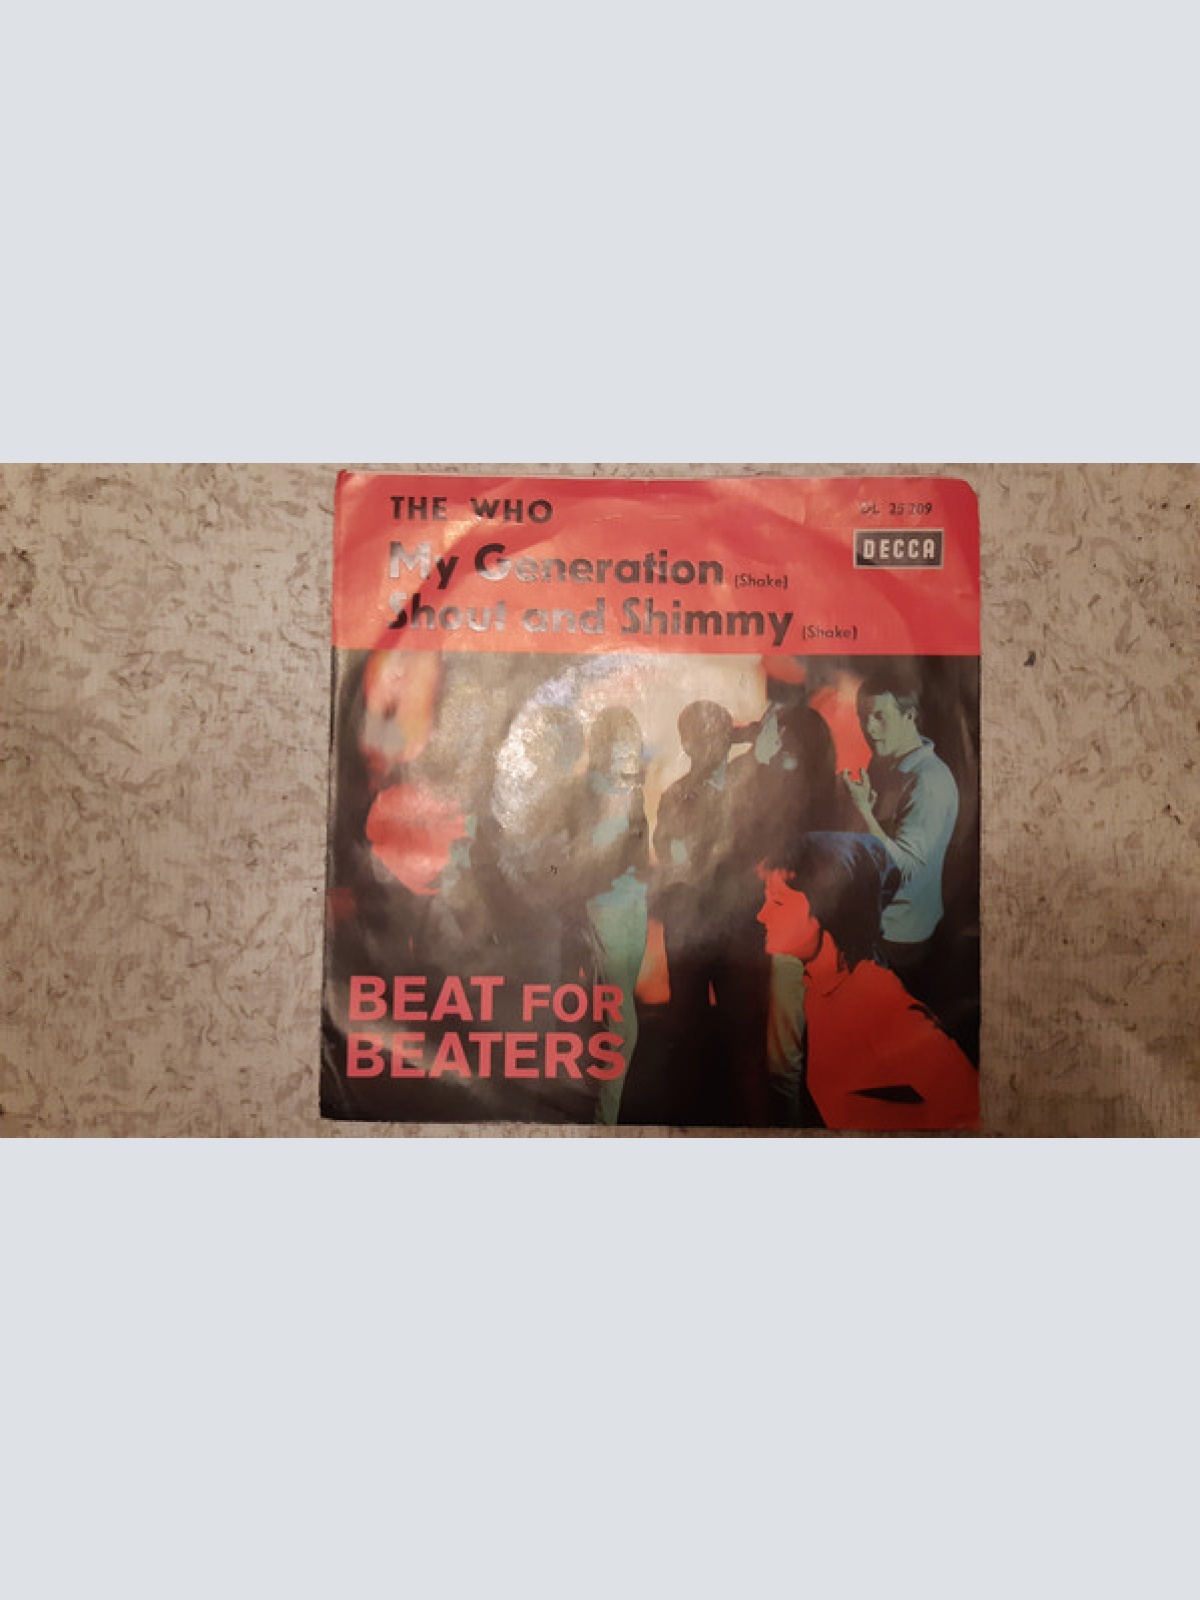 THE WHO
DL 25 209
DECCA
My Generation (Shake)
Shout and Shimmy (Shake)
BEAT FOR
BEATERS